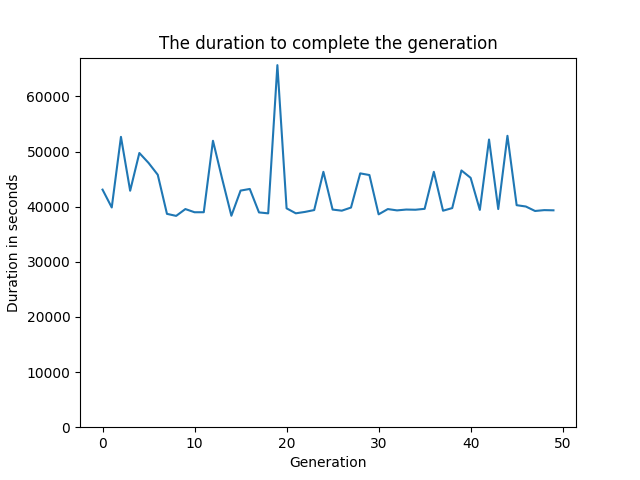 The duration to complete the generation
Duration in seconds
60000
50000
40000
30000
20000
10000
0
0 10 20 30 40 50
Generation